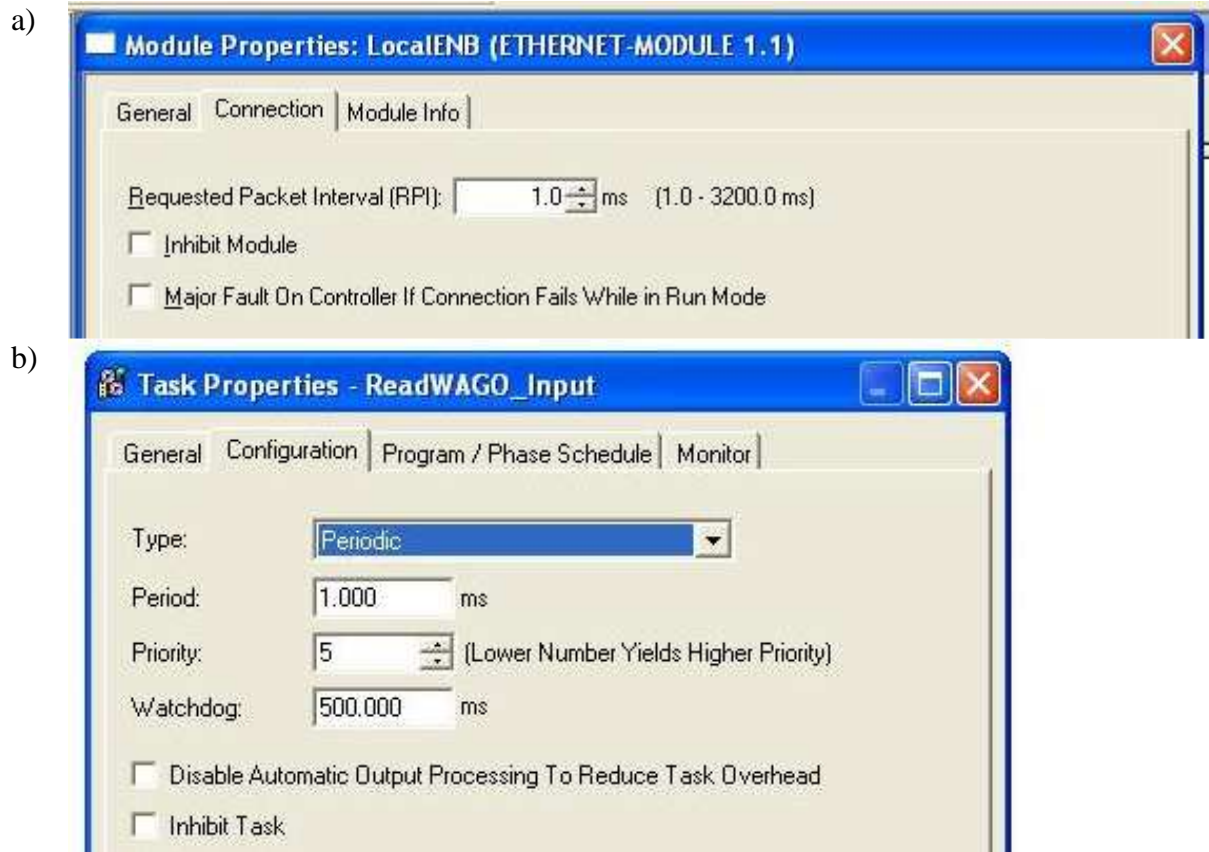 a)
Module Properties: LocalENB (ETHERNET-MODULE 1.1)
General Connection Module Info
Requested Packet Interval (RPI): 1.0 ms (1.0 - 3200.0 ms)
Inhibit Module
Major Fault On Controller If Connection Fails While in Run Mode
b)
Task Properties - ReadWAGO_Input
General Configuration Program / Phase Schedule Monitor
Type: Periodic
Period: 1.000 ms
Priority: 5 (Lower Number Yields Higher Priority)
Watchdog: 500.000 ms
Disable Automatic Output Processing To Reduce Task Overhead
Inhibit Task